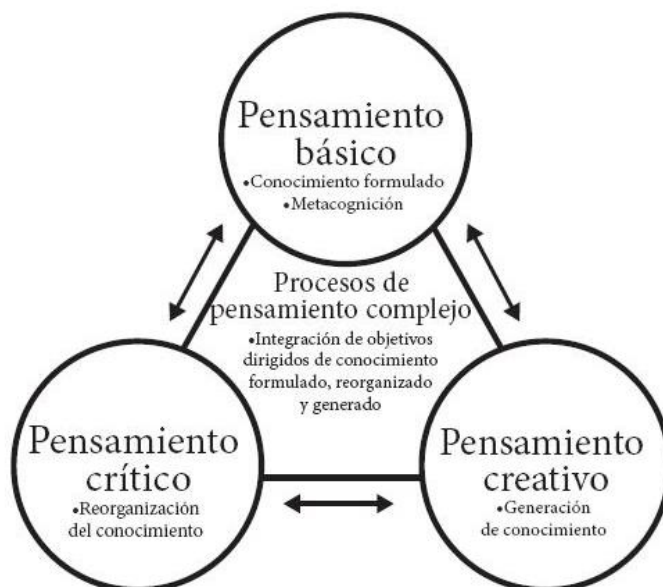 Pensamiento
básico
•Conocimiento formulado
•Metacognición
Procesos de
pensamiento complejo
•Integración de objetivos
dirigidos de conocimiento
formulado, reorganizado
y generado
Pensamiento
crítico
•Reorganización
del conocimiento
Pensamiento
creativo
•Generación
de conocimiento